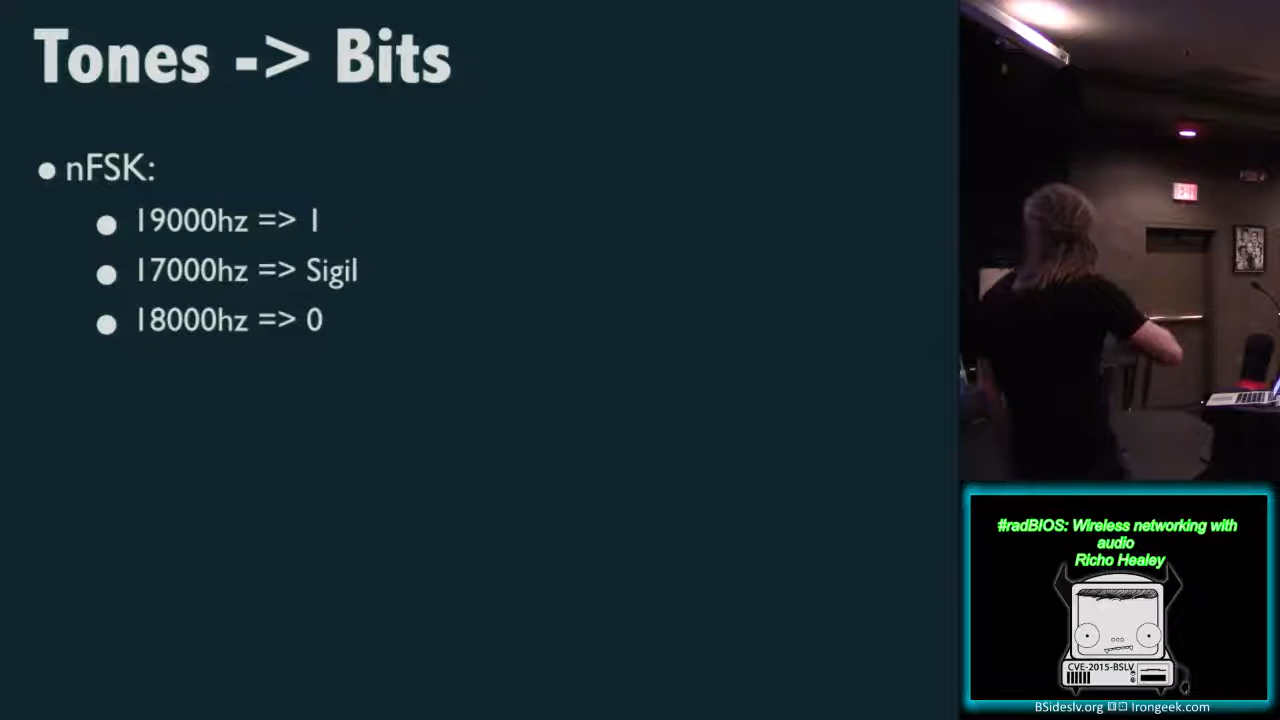 Tones -> Bits
• nFSK:
• 19000hz => 1
• 17000hz => Sigil
• 18000hz => 0
EXIT
#radBIOS: Wireless networking with
audio
Richo Healey
CVE-2015-BSLV
BSideslv.org ⚅⚀ Irongeek.com